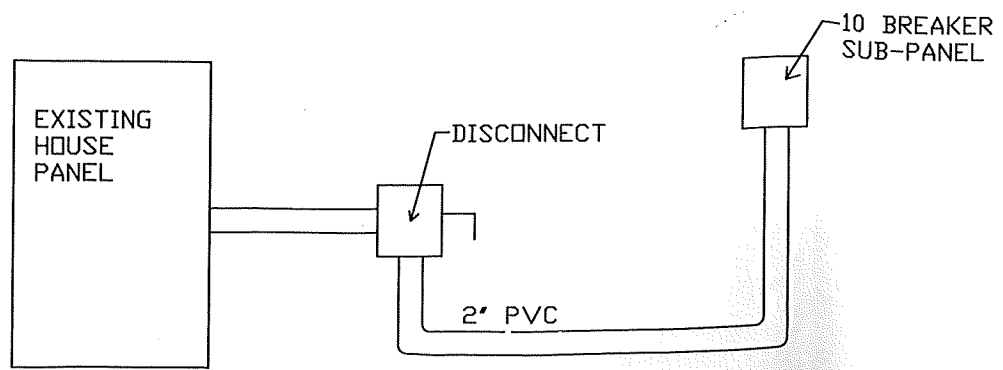 10 BREAKER
SUB-PANEL
EXISTING
HOUSE
PANEL
DISCONNECT
2" PVC